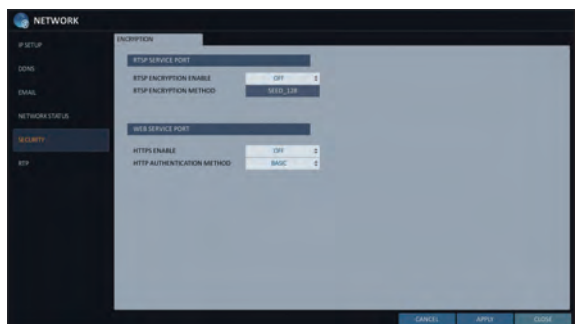 NETWORK
IP SETUP
DDNS
EMAIL
NETWORK STATUS
SECURITY
RTP
ENCRYPTION
RTSP SERVICE PORT
RTSP ENCRYPTION ENABLE OFF
RTSP ENCRYPTION METHOD SEED_128
WEB SERVICE PORT
HTTPS ENABLE OFF
HTTP AUTHENTICATION METHOD BASIC
CANCEL APPLY CLOSE